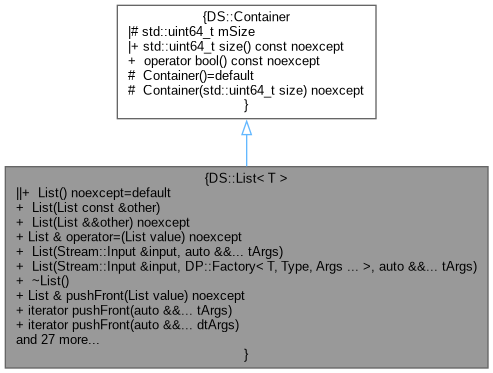 {DS::Container
|# std::uint64_t mSize
|+ std::uint64_t size() const noexcept
+  operator bool() const noexcept
#  Container()=default
#  Container(std::uint64_t size) noexcept
}
{DS::List< T >
||+  List() noexcept=default
+  List(List const &other)
+  List(List &&other) noexcept
+ List & operator=(List value) noexcept
+  List(Stream::Input &input, auto &&... tArgs)
+  List(Stream::Input &input, DP::Factory< T, Type, Args ... >, auto &&... tArgs)
+  ~List()
+ List & pushFront(List value) noexcept
+ iterator pushFront(auto &&... tArgs)
+ iterator pushFront(auto &&... dtArgs)
and 27 more...
}